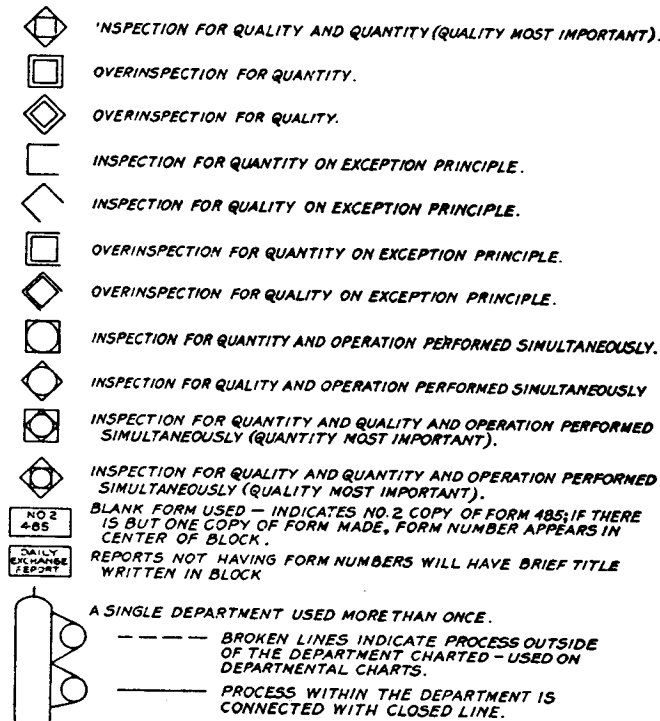 'NSPECTION FOR QUALITY AND QUANTITY (QUALITY MOST IMPORTANT).
OVERINSPECTION FOR QUANTITY.
OVERINSPECTION FOR QUALITY.
INSPECTION FOR QUANTITY ON EXCEPTION PRINCIPLE.
INSPECTION FOR QUALITY ON EXCEPTION PRINCIPLE.
OVERINSPECTION FOR QUANTITY ON EXCEPTION PRINCIPLE.
OVERINSPECTION FOR QUALITY ON EXCEPTION PRINCIPLE.
INSPECTION FOR QUANTITY AND OPERATION PERFORMED SIMULTANEOUSLY.
INSPECTION FOR QUALITY AND OPERATION PERFORMED SIMULTANEOUSLY
INSPECTION FOR QUANTITY AND QUALITY AND OPERATION PERFORMED
SIMULTANEOUSLY (QUANTITY MOST IMPORTANT).
INSPECTION FOR QUALITY AND QUANTITY AND OPERATION PERFORMED
SIMULTANEOUSLY (QUALITY MOST IMPORTANT).
NO.2
485
BLANK FORM USED — INDICATES NO.2 COPY OF FORM 485; IF THERE
IS BUT ONE COPY OF FORM MADE, FORM NUMBER APPEARS IN
CENTER OF BLOCK.
DAILY
EXCHANGE
REPORT
REPORTS NOT HAVING FORM NUMBERS WILL HAVE BRIEF TITLE
WRITTEN IN BLOCK
A SINGLE DEPARTMENT USED MORE THAN ONCE.
BROKEN LINES INDICATE PROCESS OUTSIDE
OF THE DEPARTMENT CHARTED — USED ON
DEPARTMENTAL CHARTS.
PROCESS WITHIN THE DEPARTMENT IS
CONNECTED WITH CLOSED LINE.